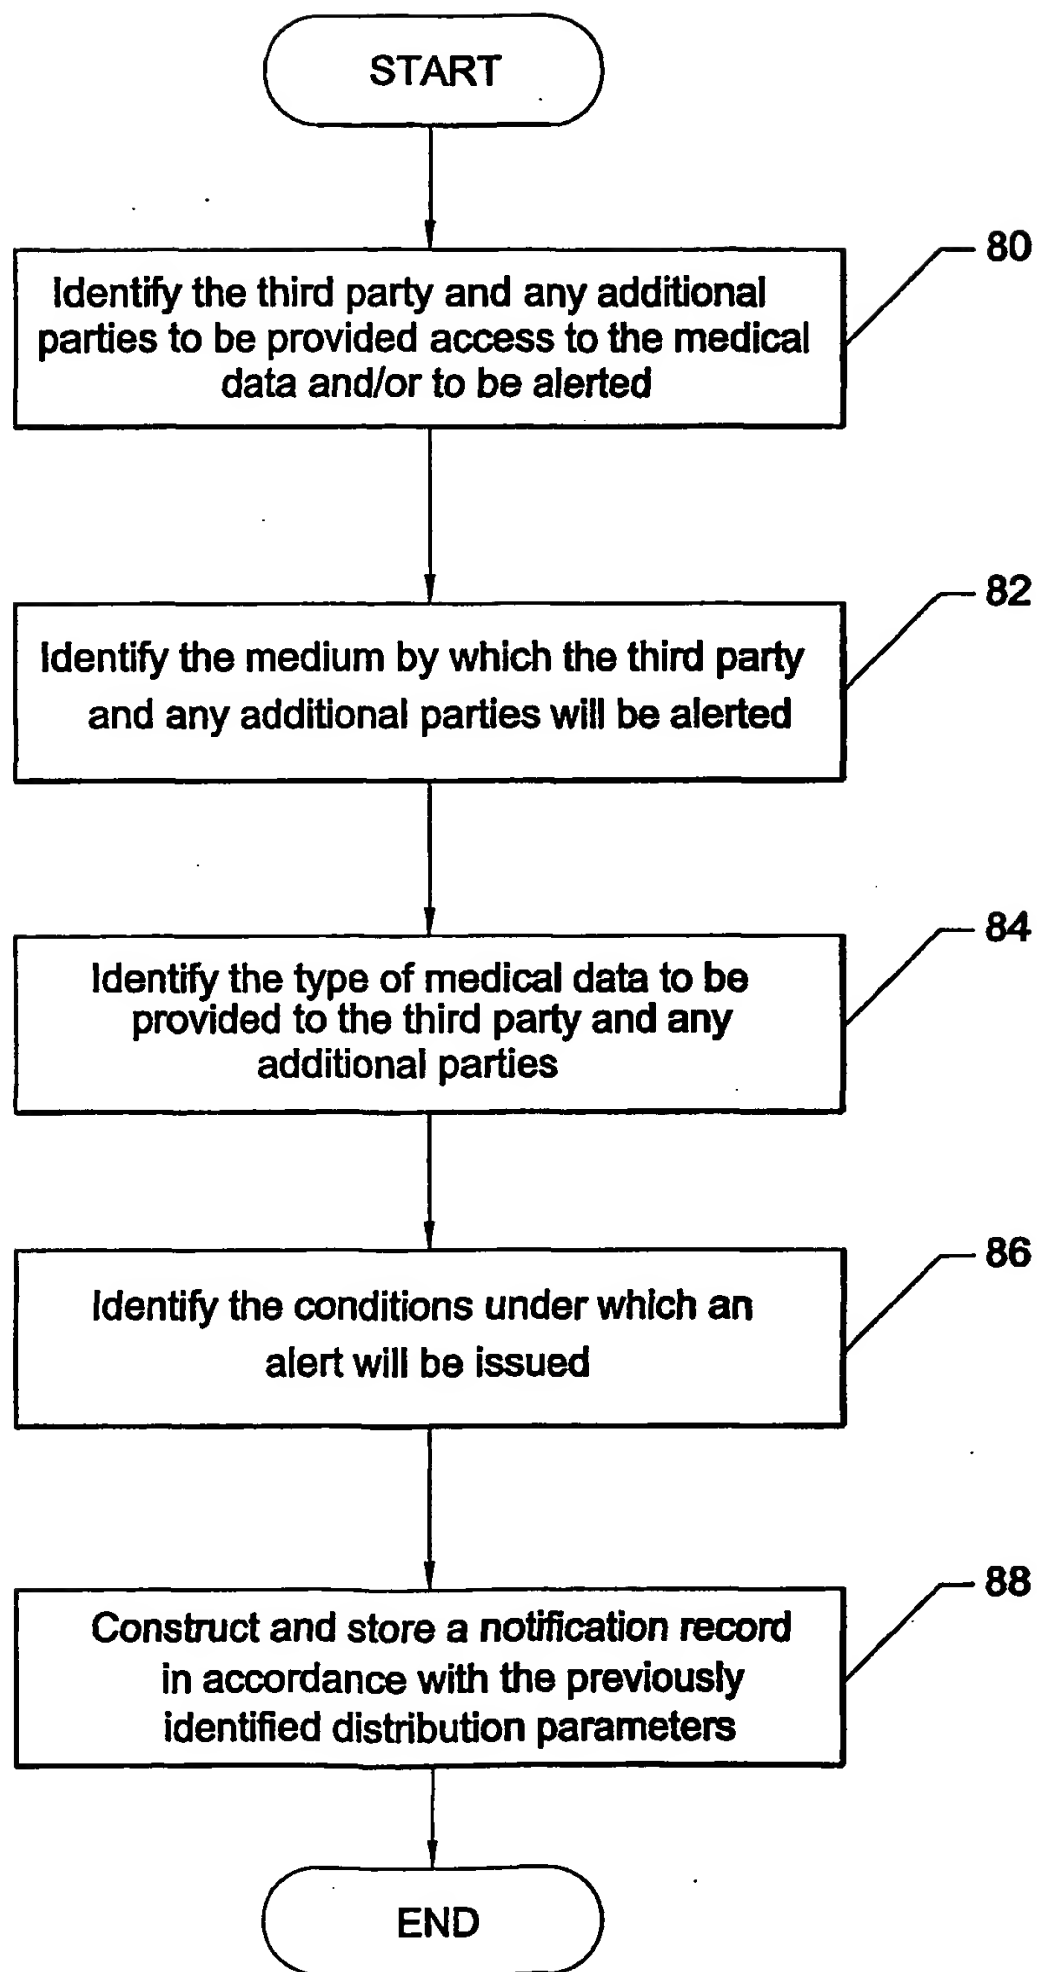 START
80
Identify the third party and any additional
parties to be provided access to the medical
data and/or to be alerted
82
Identify the medium by which the third party
and any additional parties will be alerted
84
Identify the type of medical data to be
provided to the third party and any
additional parties
86
Identify the conditions under which an
alert will be issued
88
Construct and store a notification record
in accordance with the previously
identified distribution parameters
END